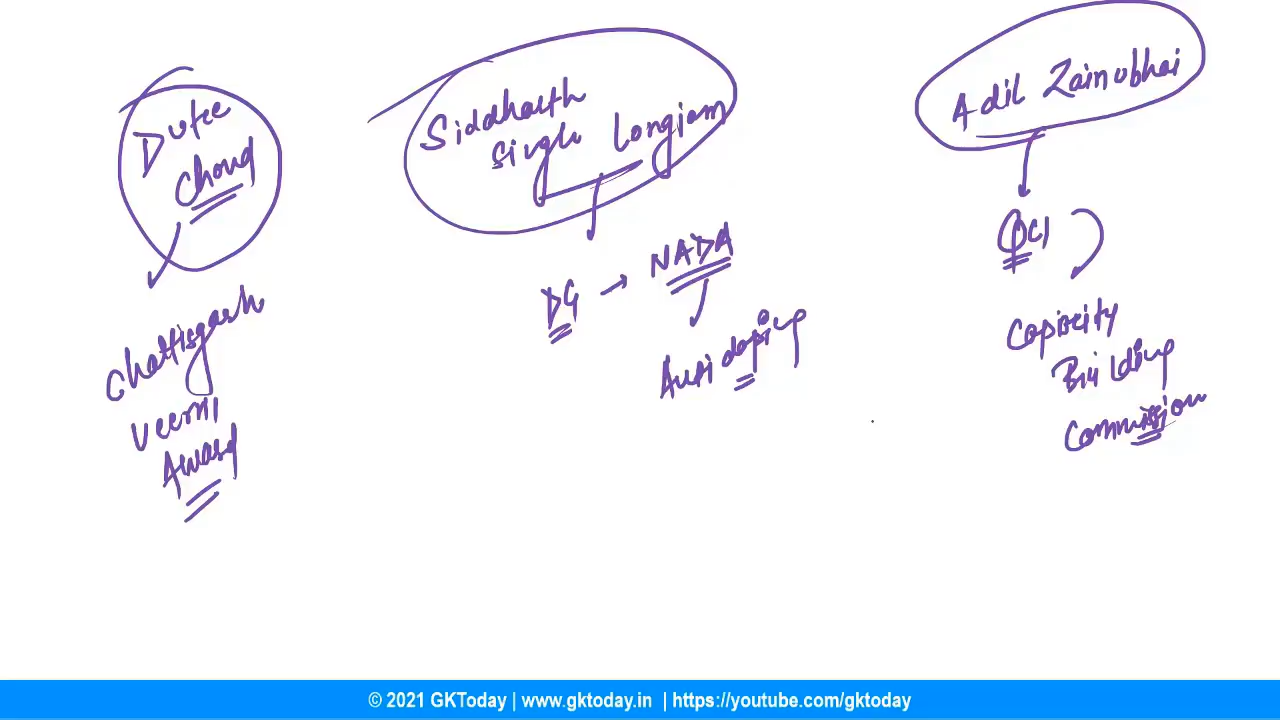 Dutee
Chand
Chattisgarh
Veerni
Award
Siddharth
Singh Longjam
DG → NADA
Anti doping
Adil Zainubhai
QCI
Capacity
Building
Commission
© 2021 GKToday | www.gktoday.in | https://youtube.com/gktoday